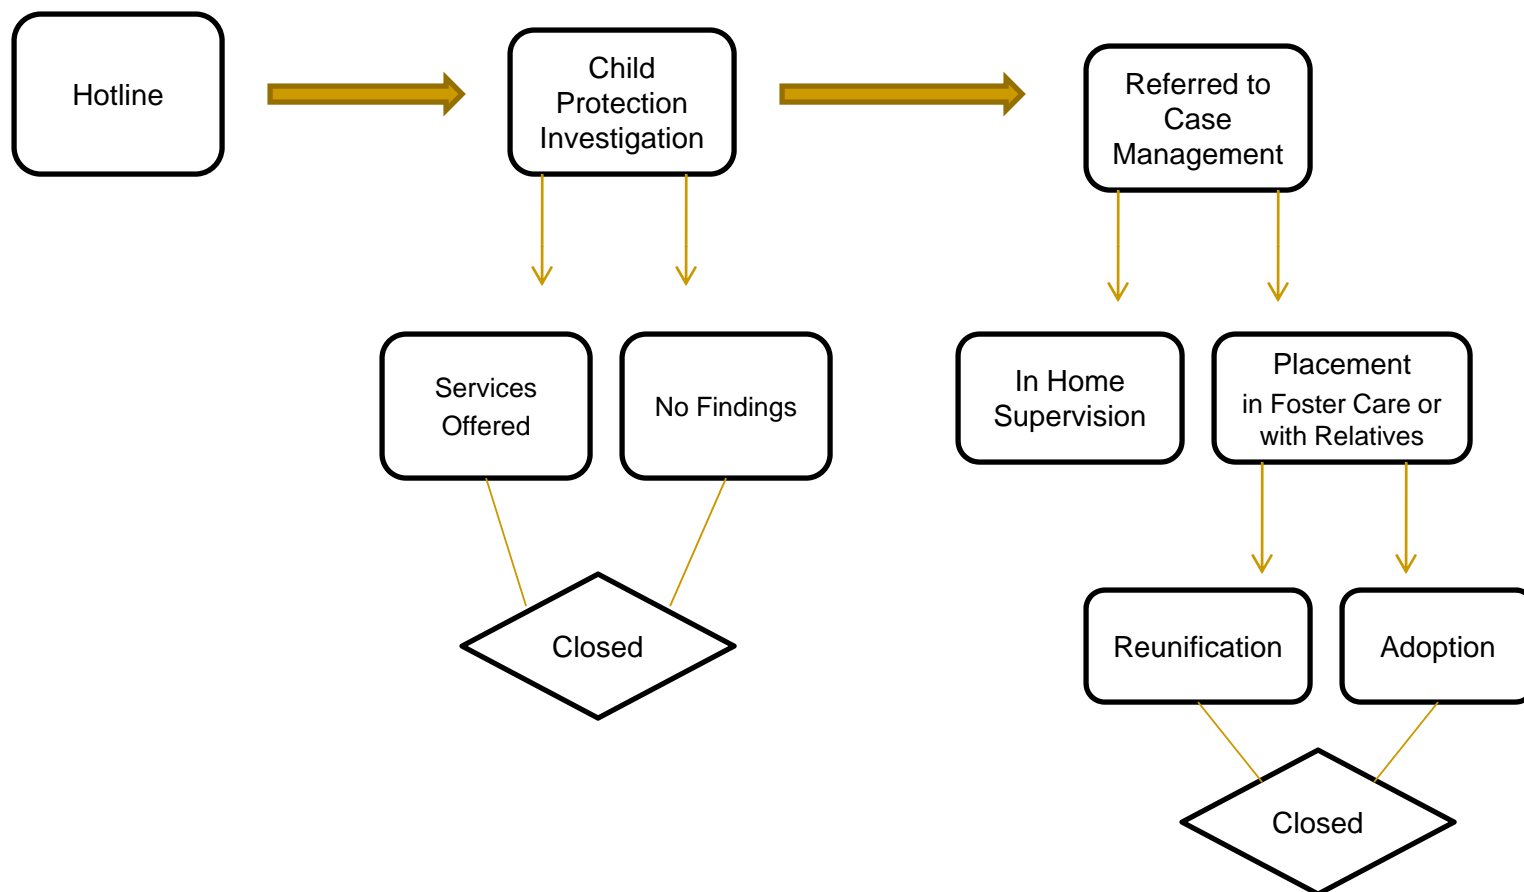 Hotline
Child
Protection
Investigation
Referred to
Case
Management
Services
Offered
No Findings
In Home
Supervision
Placement
in Foster Care or
with Relatives
Closed
Reunification
Adoption
Closed